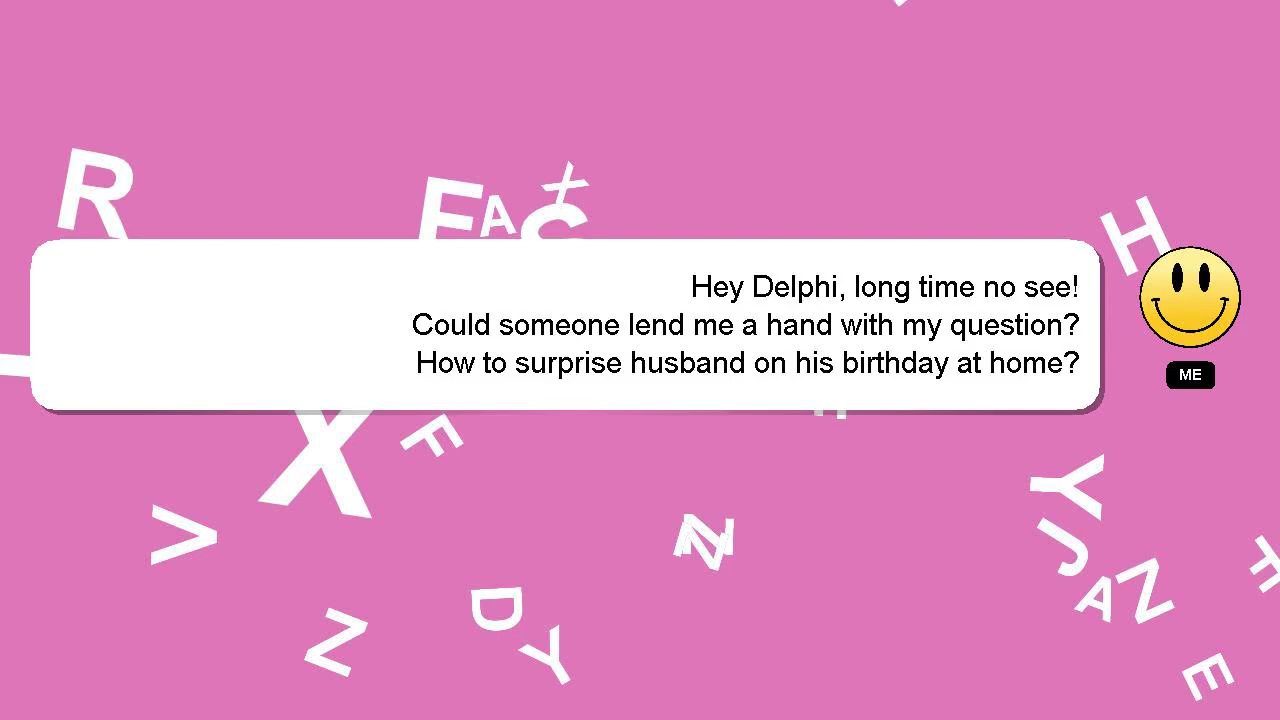 Hey Delphi, long time no see!
Could someone lend me a hand with my question?
How to surprise husband on his birthday at home?
ME
R
F
A
X
H
X
F
Y
V
N
Z
J
A
Z
F
D
Y
N
E